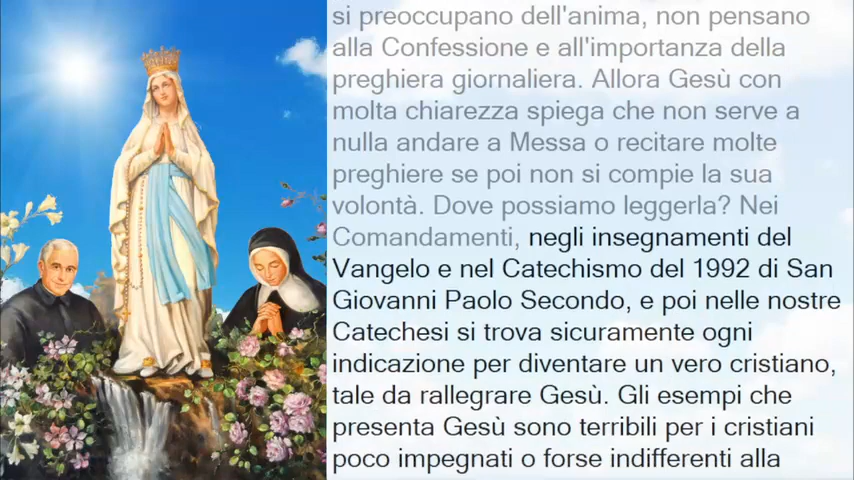 si preoccupano dell'anima, non pensano
alla Confessione e all'importanza della
preghiera giornaliera. Allora Gesù con
molta chiarezza spiega che non serve a
nulla andare a Messa o recitare molte
preghiere se poi non si compie la sua
volontà. Dove possiamo leggerla? Nei
Comandamenti, negli insegnamenti del
Vangelo e nel Catechismo del 1992 di San
Giovanni Paolo Secondo, e poi nelle nostre
Catechesi si trova sicuramente ogni
indicazione per diventare un vero cristiano,
tale da rallegrare Gesù. Gli esempi che
presenta Gesù sono terribili per i cristiani
poco impegnati o forse indifferenti alla